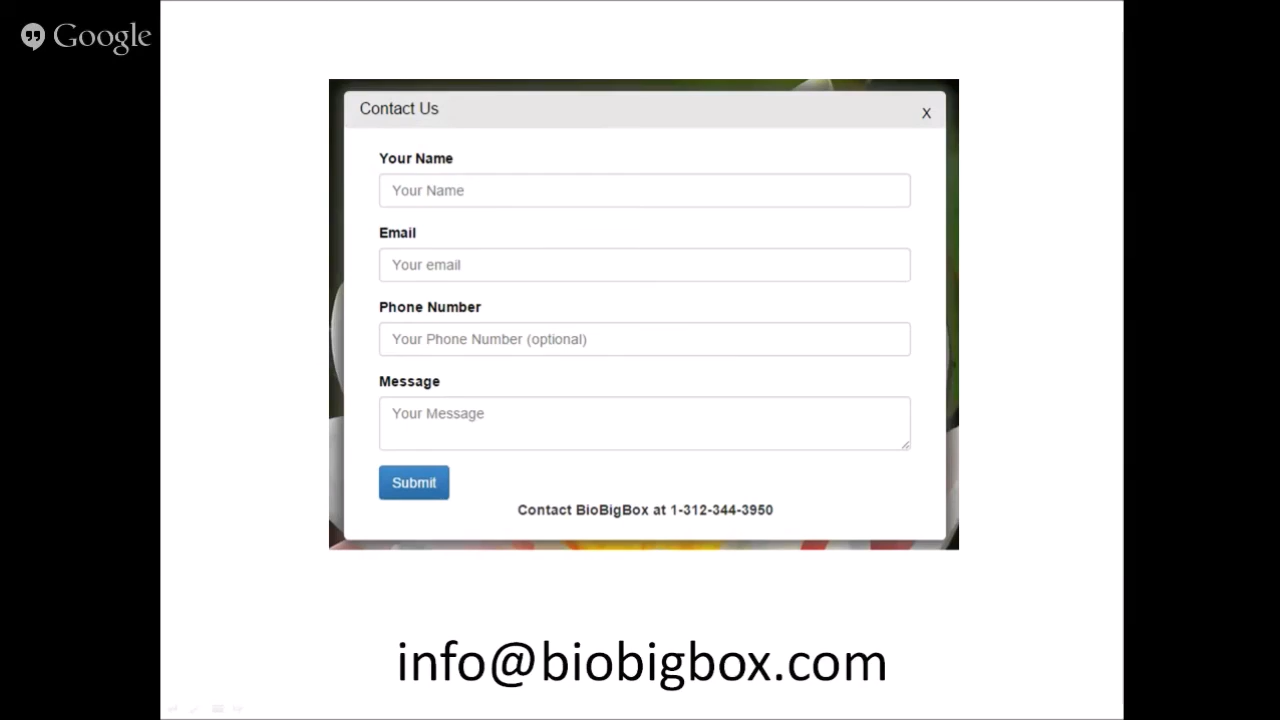 Google
Contact Us
X
Your Name
Your Name
Email
Your email
Phone Number
Your Phone Number (optional)
Message
Your Message
Submit
Contact BioBigBox at 1-312-344-3950
info@biobigbox.com